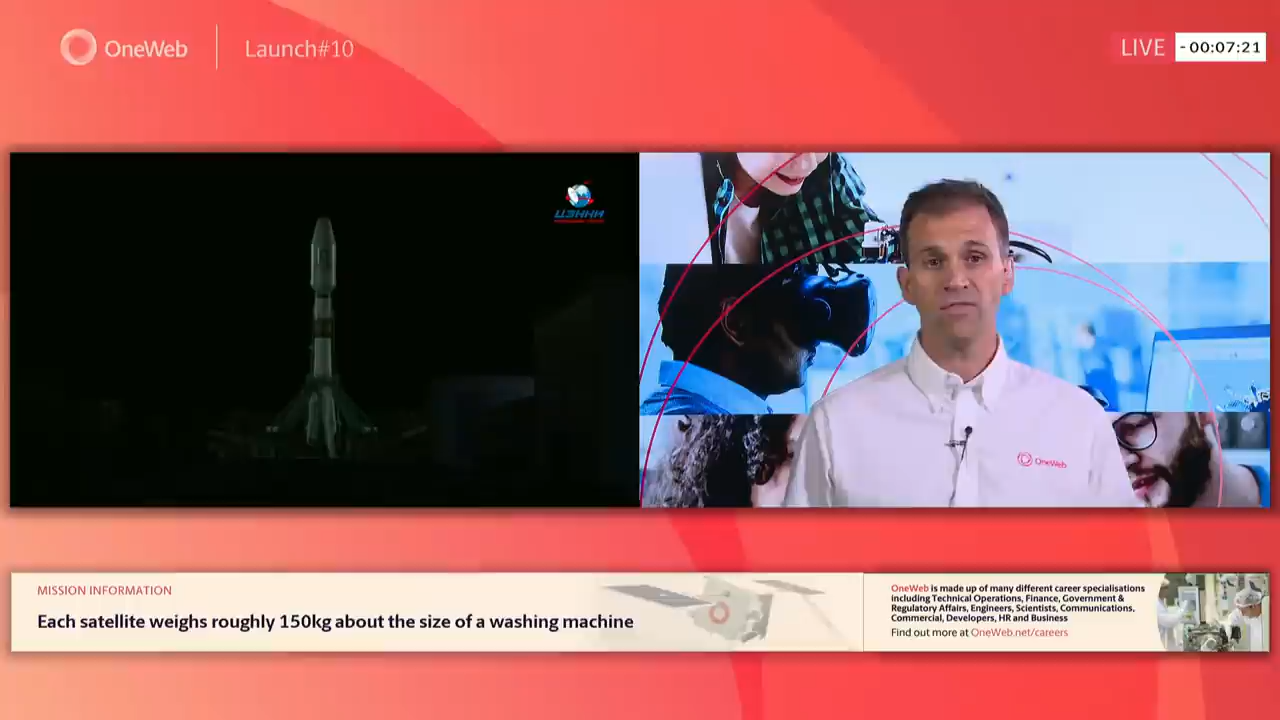 OneWeb
Launch#10
LIVE
- 00:07:21
ЦЭНКИ
OneWeb
MISSION INFORMATION
Each satellite weighs roughly 150kg about the size of a washing machine
OneWeb is made up of many different career specialisations
including Technical Operations, Finance, Government &
Regulatory Affairs, Engineers, Scientists, Communications,
Commercial, Developers, HR and Business
Find out more at OneWeb.net/careers